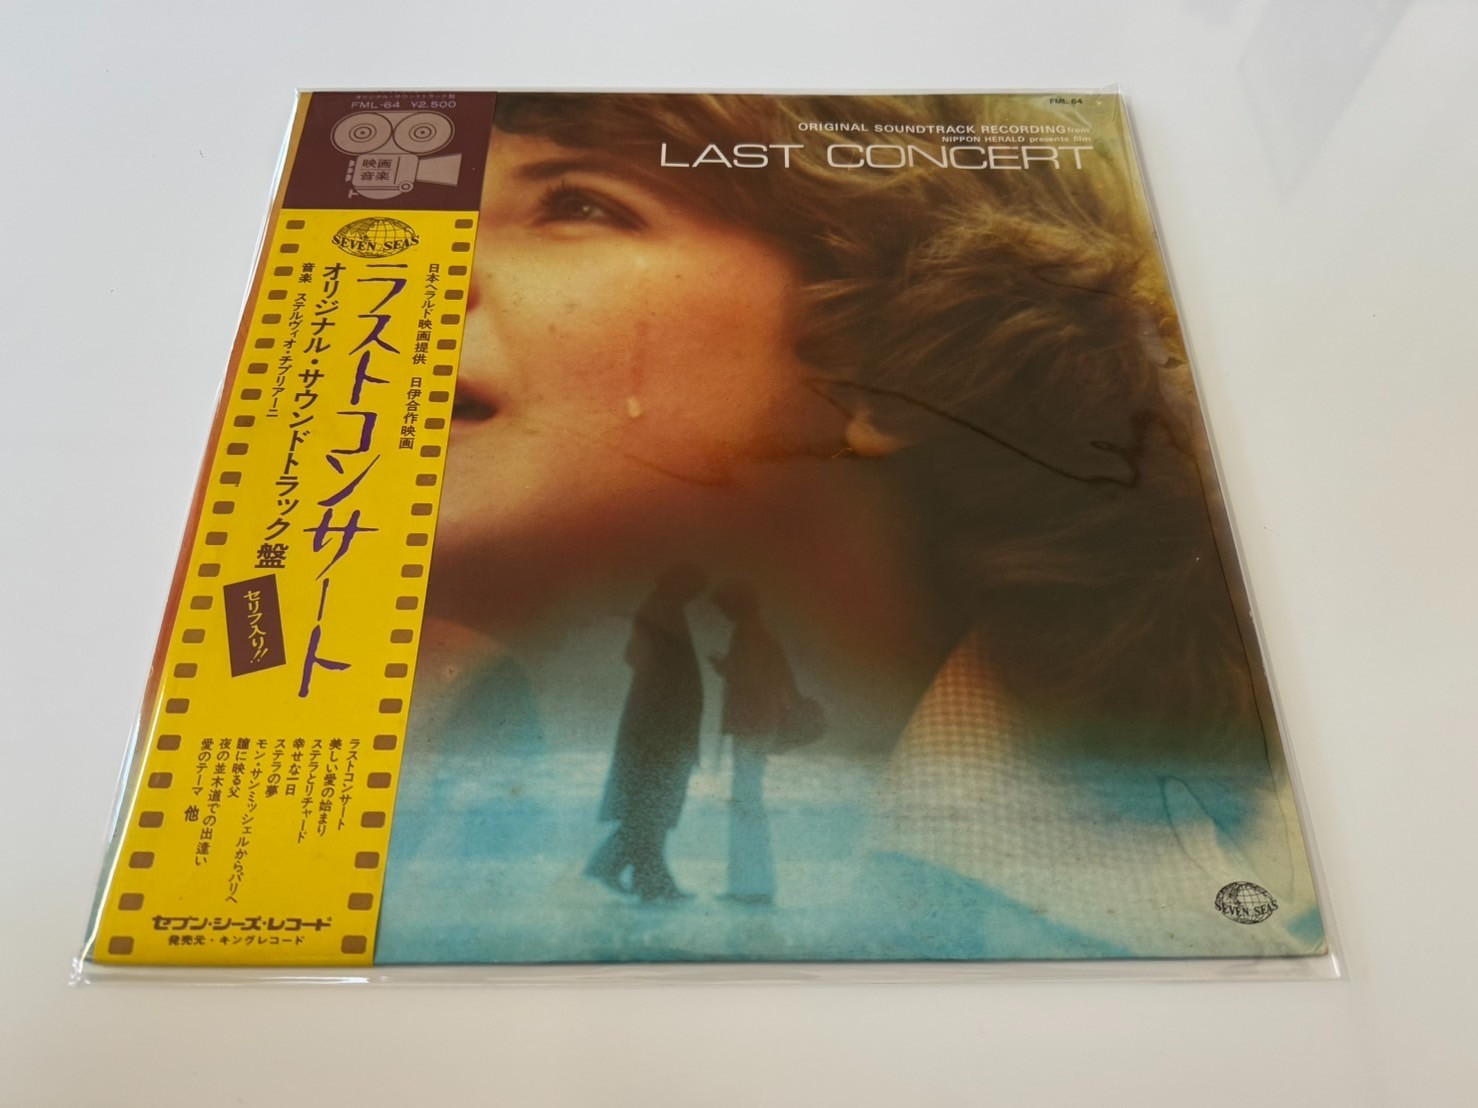 オリジナル・サウンドトラック盤
FML-64 ¥2,500
映画
音楽
SEVEN SEAS
日本ヘラルド映画提供 日伊合作映画
ラストコンサート
オリジナル・サウンドトラック盤
音楽 ステルヴィオ・チプリアーニ
セリフ入り!!
ラストコンサート
美しい愛の始まり
ステラとリチャード
幸せな一日
ステラの夢
モン・サンミッシェルからパリへ
瞳に映る父
夜の並木道での出逢い
愛のテーマ 他
セブン・シーズ・レコード
発売元・キングレコード
FML-64
ORIGINAL SOUNDTRACK RECORDING from
NIPPON HERALD presents film
LAST CONCERT
SEVEN SEAS